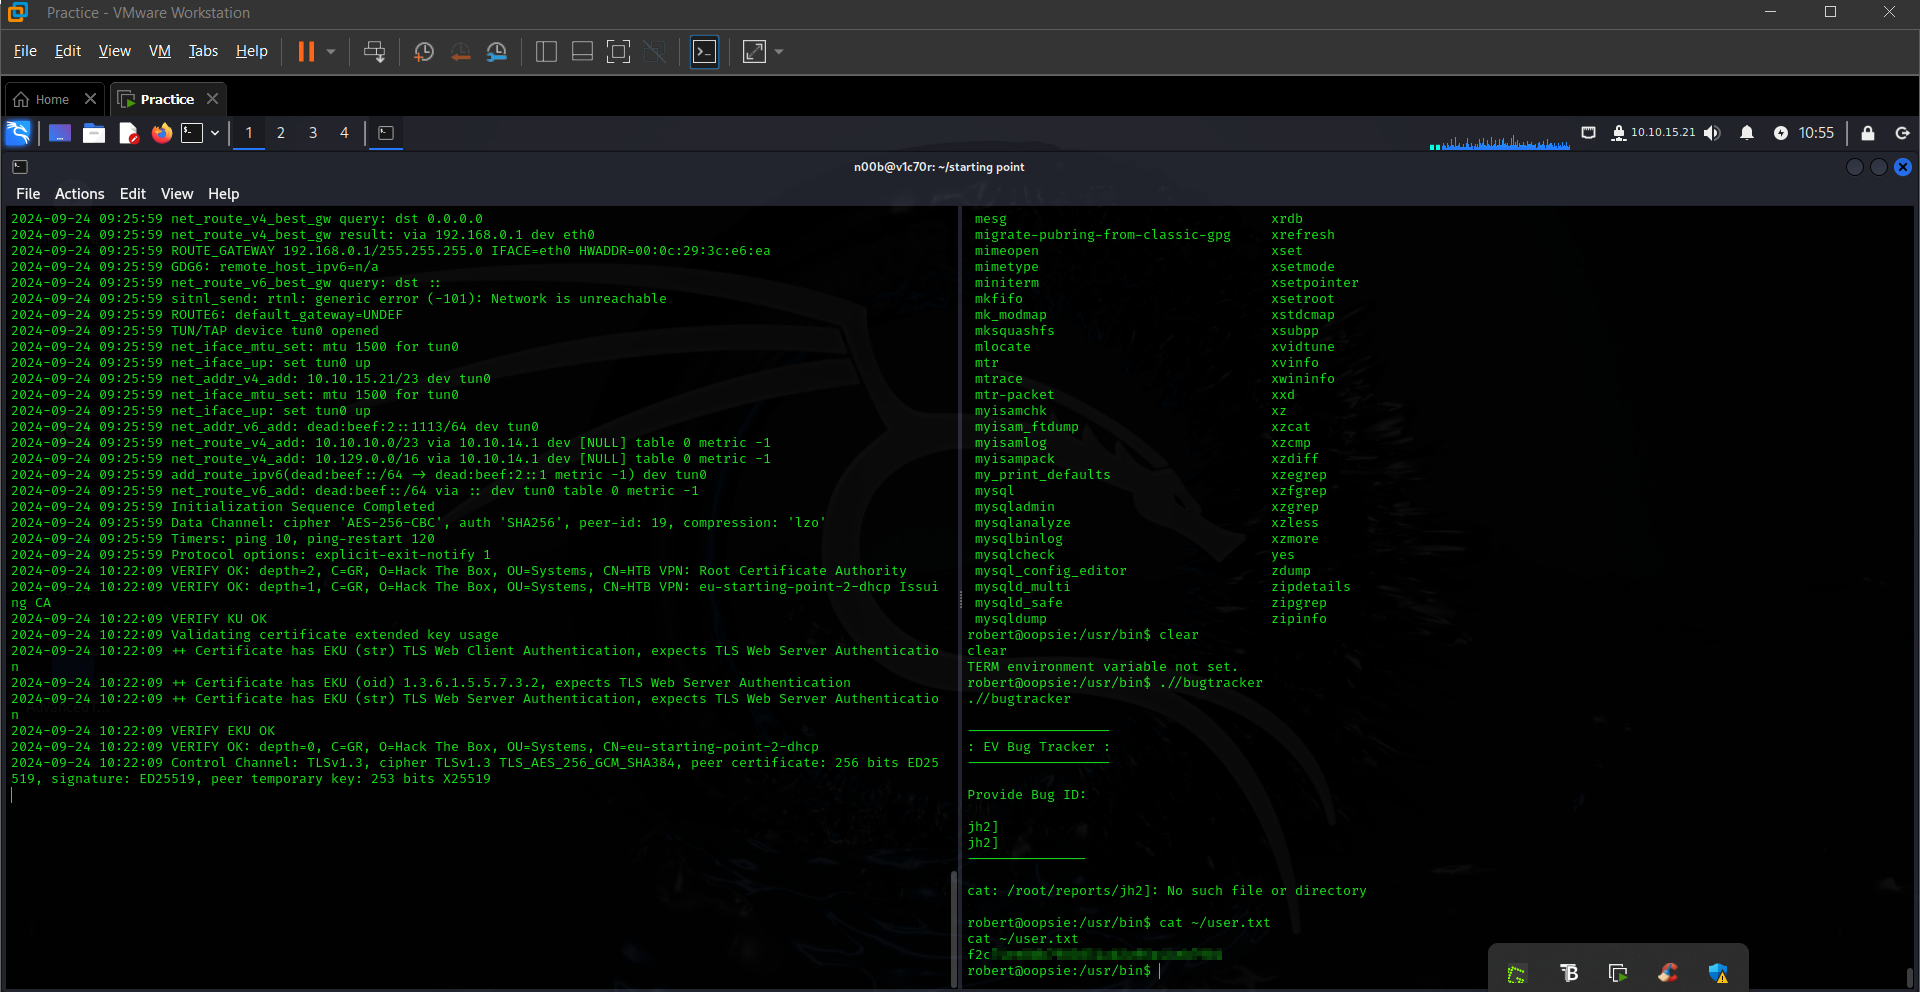 Practice - VMware Workstation
File Edit View VM Tabs Help
Home Practice
1 2 3 4 10.10.15.21 10:55
n00b@v1c70r: ~/starting point
File Actions Edit View Help
2024-09-24 09:25:59 net_route_v4_best_gw query: dst 0.0.0.0
2024-09-24 09:25:59 net_route_v4_best_gw result: via 192.168.0.1 dev eth0
2024-09-24 09:25:59 ROUTE_GATEWAY 192.168.0.1/255.255.255.0 IFACE=eth0 HWADDR=00:0c:29:3c:e6:ea
2024-09-24 09:25:59 GDG6: remote_host_ipv6=n/a
2024-09-24 09:25:59 net_route_v6_best_gw query: dst ::
2024-09-24 09:25:59 sitnl_send: rtnl: generic error (-101): Network is unreachable
2024-09-24 09:25:59 ROUTE6: default_gateway=UNDEF
2024-09-24 09:25:59 TUN/TAP device tun0 opened
2024-09-24 09:25:59 net_iface_mtu_set: mtu 1500 for tun0
2024-09-24 09:25:59 net_iface_up: set tun0 up
2024-09-24 09:25:59 net_addr_v4_add: 10.10.15.21/23 dev tun0
2024-09-24 09:25:59 net_iface_mtu_set: mtu 1500 for tun0
2024-09-24 09:25:59 net_iface_up: set tun0 up
2024-09-24 09:25:59 net_addr_v6_add: dead:beef:2::1113/64 dev tun0
2024-09-24 09:25:59 net_route_v4_add: 10.10.10.0/23 via 10.10.14.1 dev [NULL] table 0 metric -1
2024-09-24 09:25:59 net_route_v4_add: 10.129.0.0/16 via 10.10.14.1 dev [NULL] table 0 metric -1
2024-09-24 09:25:59 add_route_ipv6(dead:beef::/64 -> dead:beef:2::1 metric -1) dev tun0
2024-09-24 09:25:59 net_route_v6_add: dead:beef::/64 via :: dev tun0 table 0 metric -1
2024-09-24 09:25:59 Initialization Sequence Completed
2024-09-24 09:25:59 Data Channel: cipher 'AES-256-CBC', auth 'SHA256', peer-id: 19, compression: 'lzo'
2024-09-24 09:25:59 Timers: ping 10, ping-restart 120
2024-09-24 09:25:59 Protocol options: explicit-exit-notify 1
2024-09-24 10:22:09 VERIFY OK: depth=2, C=GR, O=Hack The Box, OU=Systems, CN=HTB VPN: Root Certificate Authority
2024-09-24 10:22:09 VERIFY OK: depth=1, C=GR, O=Hack The Box, OU=Systems, CN=HTB VPN: eu-starting-point-2-dhcp Issui
ng CA
2024-09-24 10:22:09 VERIFY KU OK
2024-09-24 10:22:09 Validating certificate extended key usage
2024-09-24 10:22:09 ++ Certificate has EKU (str) TLS Web Client Authentication, expects TLS Web Server Authenticatio
n
2024-09-24 10:22:09 ++ Certificate has EKU (oid) 1.3.6.1.5.5.7.3.2, expects TLS Web Server Authentication
2024-09-24 10:22:09 ++ Certificate has EKU (str) TLS Web Server Authentication, expects TLS Web Server Authenticatio
n
2024-09-24 10:22:09 VERIFY EKU OK
2024-09-24 10:22:09 VERIFY OK: depth=0, C=GR, O=Hack The Box, OU=Systems, CN=eu-starting-point-2-dhcp
2024-09-24 10:22:09 Control Channel: TLSv1.3, cipher TLSv1.3 TLS_AES_256_GCM_SHA384, peer certificate: 256 bits ED25
519, signature: ED25519, peer temporary key: 253 bits X25519
mesg xrdb
migrate-pubring-from-classic-gpg xrefresh
mimeopen xset
mimetype xsetmode
miniterm xsetpointer
mkfifo xsetroot
mk_modmap xstdcmap
mksquashfs xsubpp
mlocate xvidtune
mtr xvinfo
mtrace xwininfo
mtr-packet xxd
myisamchk xz
myisam_ftdump xzcat
myisamlog xzcmp
myisampack xzdiff
my_print_defaults xzegrep
mysql xzfgrep
mysqladmin xzgrep
mysqlanalyze xzless
mysqlbinlog xzmore
mysqlcheck yes
mysql_config_editor zdump
mysqld_multi zipdetails
mysqld_safe zipgrep
mysqldump zipinfo
robert@oopsie:/usr/bin$ clear
clear
TERM environment variable not set.
robert@oopsie:/usr/bin$ .//bugtracker
.//bugtracker
: EV Bug Tracker :
Provide Bug ID:
jh2]
jh2]
cat: /root/reports/jh2]: No such file or directory
robert@oopsie:/usr/bin$ cat ~/user.txt
cat ~/user.txt
f2c
robert@oopsie:/usr/bin$